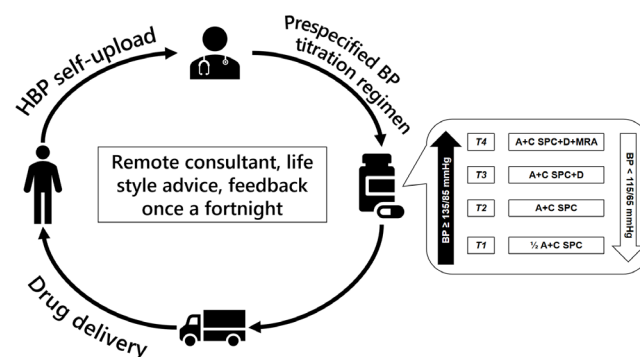 HBP self-upload
Prespecified BP
titration regimen
Remote consultant, life
style advice, feedback
once a fortnight
Drug delivery
BP ≥ 135/85 mmHg
T4 A+C SPC+D+MRA
T3 A+C SPC+D
T2 A+C SPC
T1 ½ A+C SPC
BP < 115/65 mmHg